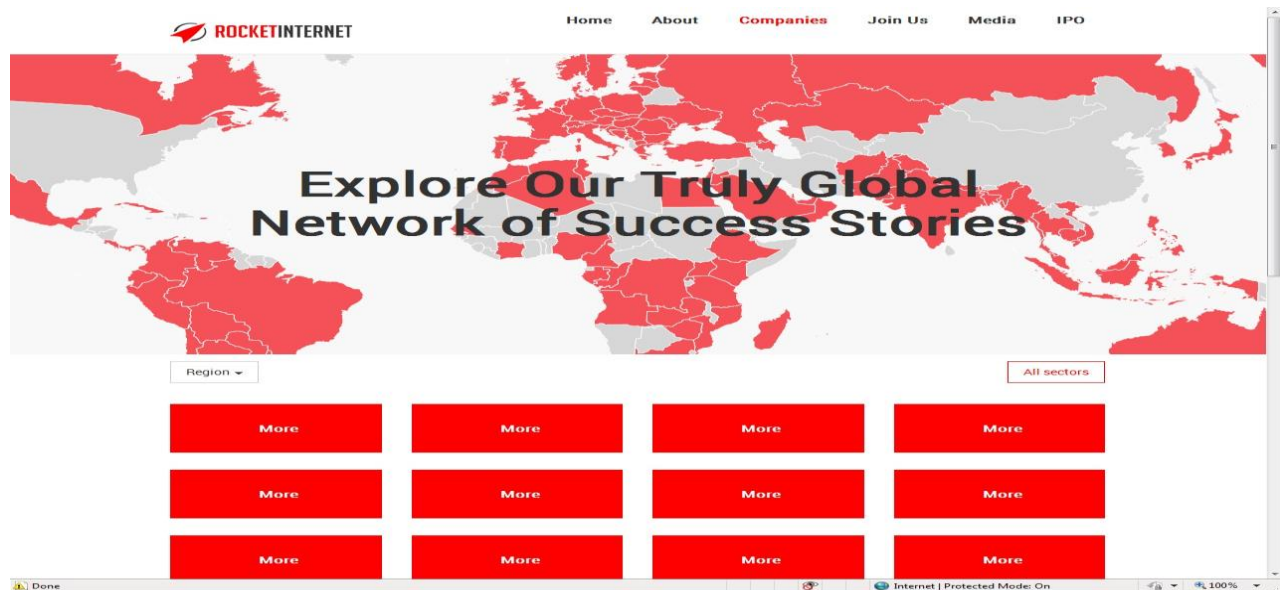 ROCKETINTERNET
Home About Companies Join Us Media IPO
Explore Our Truly Global
Network of Success Stories
Region
All sectors
More More More More
More More More More
More More More More
Done
Internet | Protected Mode: On
100%